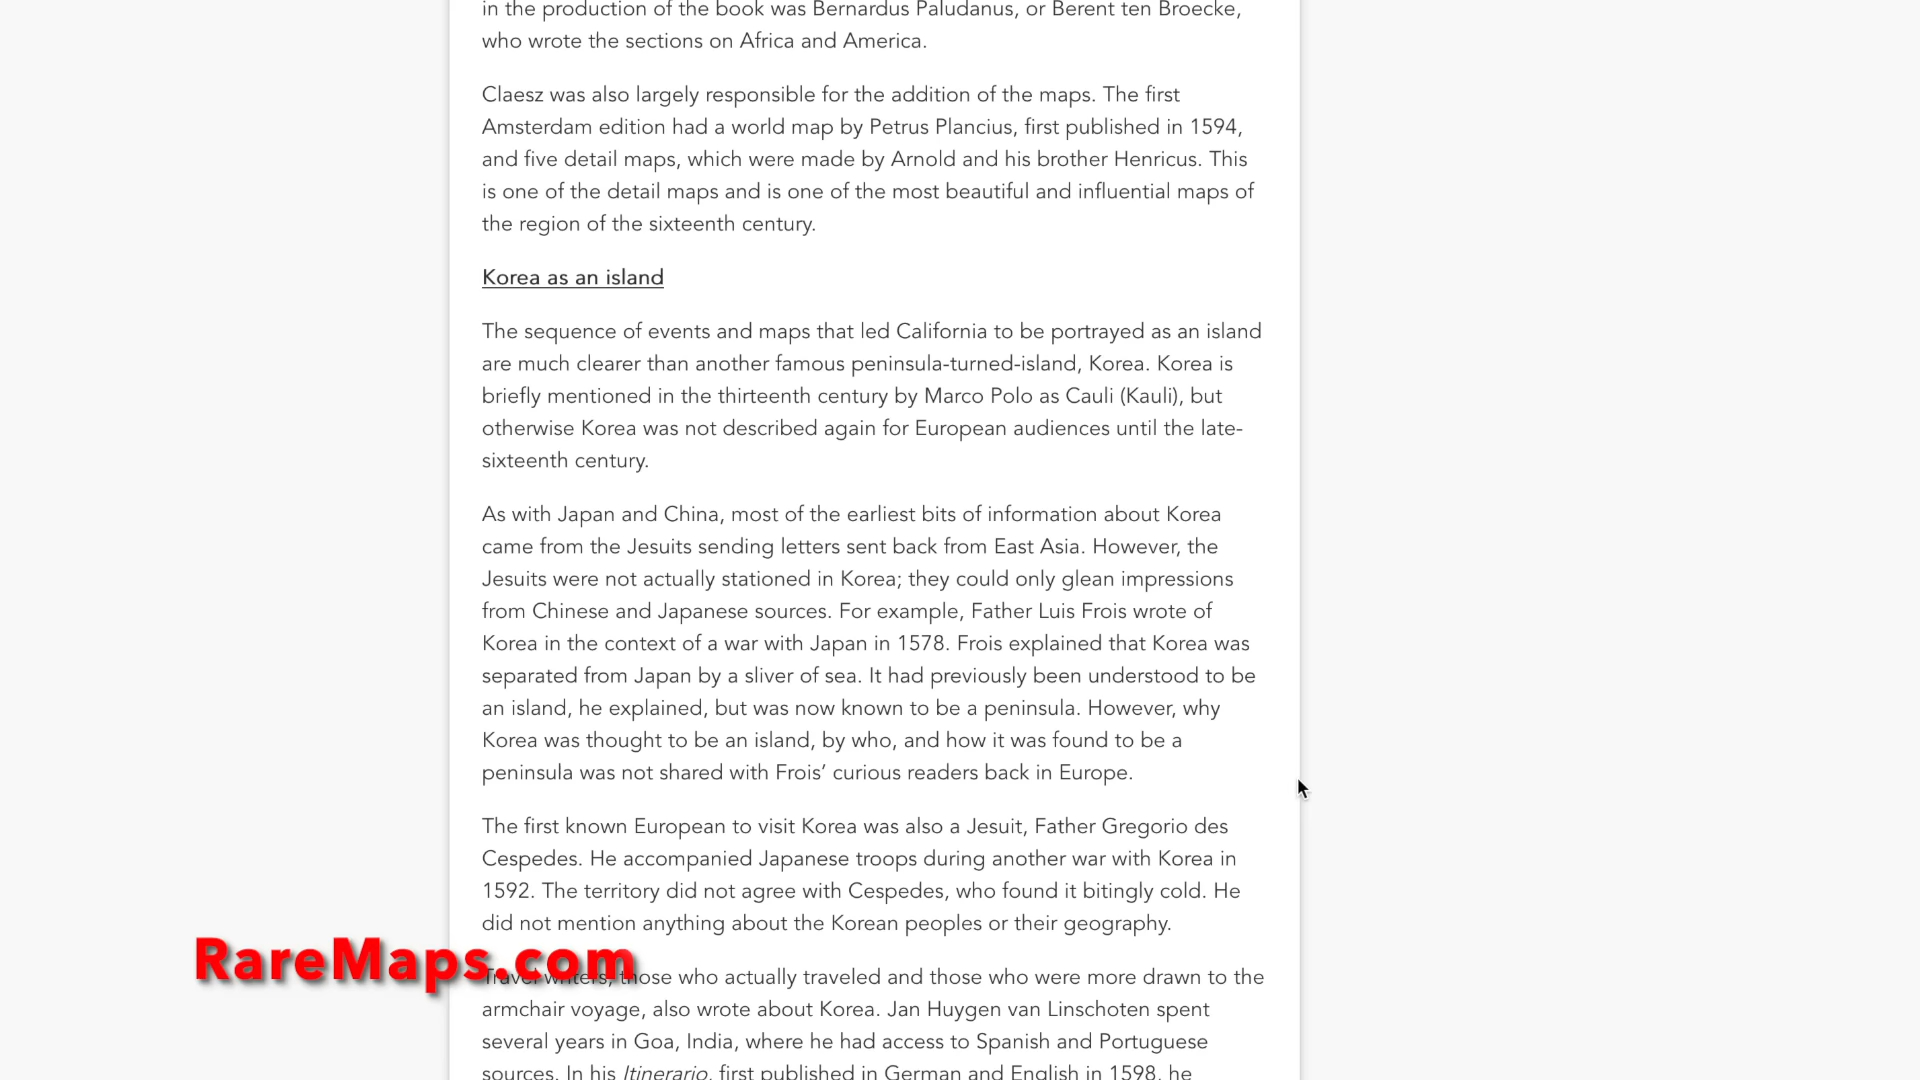 in the production of the book was Bernardus Paludanus, or Berent ten Broecke,
who wrote the sections on Africa and America.
Claesz was also largely responsible for the addition of the maps. The first
Amsterdam edition had a world map by Petrus Plancius, first published in 1594,
and five detail maps, which were made by Arnold and his brother Henricus. This
is one of the detail maps and is one of the most beautiful and influential maps of
the region of the sixteenth century.
Korea as an island
The sequence of events and maps that led California to be portrayed as an island
are much clearer than another famous peninsula-turned-island, Korea. Korea is
briefly mentioned in the thirteenth century by Marco Polo as Cauli (Kauli), but
otherwise Korea was not described again for European audiences until the late-
sixteenth century.
As with Japan and China, most of the earliest bits of information about Korea
came from the Jesuits sending letters sent back from East Asia. However, the
Jesuits were not actually stationed in Korea; they could only glean impressions
from Chinese and Japanese sources. For example, Father Luis Frois wrote of
Korea in the context of a war with Japan in 1578. Frois explained that Korea was
separated from Japan by a sliver of sea. It had previously been understood to be
an island, he explained, but was now known to be a peninsula. However, why
Korea was thought to be an island, by who, and how it was found to be a
peninsula was not shared with Frois’ curious readers back in Europe.
The first known European to visit Korea was also a Jesuit, Father Gregorio des
Cespedes. He accompanied Japanese troops during another war with Korea in
1592. The territory did not agree with Cespedes, who found it bitingly cold. He
did not mention anything about the Korean peoples or their geography.
RareMaps.com
Travel writers, those who actually traveled and those who were more drawn to the
armchair voyage, also wrote about Korea. Jan Huygen van Linschoten spent
several years in Goa, India, where he had access to Spanish and Portuguese
sources. In his Itinerario, first published in German and English in 1598, he